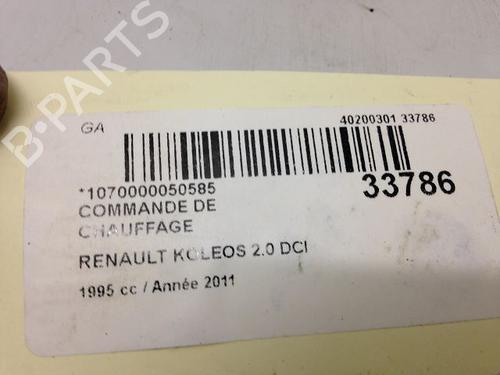 GA
40200301 33786
*1070000050585
33786
COMMANDE DE
CHAUFFAGE
RENAULT KOLEOS 2.0 DCI
1995 cc / Année 2011
B-PARTS